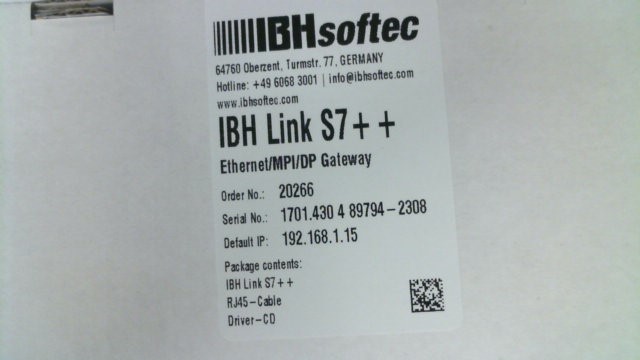 IBHsoftec
64760 Oberzent, Turmstr. 77, GERMANY
Hotline: +49 6068 3001 | info@ibhsoftec.com
www.ibhsoftec.com
IBH Link S7++
Ethernet/MPI/DP Gateway
Order No.: 20266
Serial No.: 1701.430 4 89794-2308
Default IP: 192.168.1.15
Package contents:
IBH Link S7++
RJ45-Cable
Driver-CD